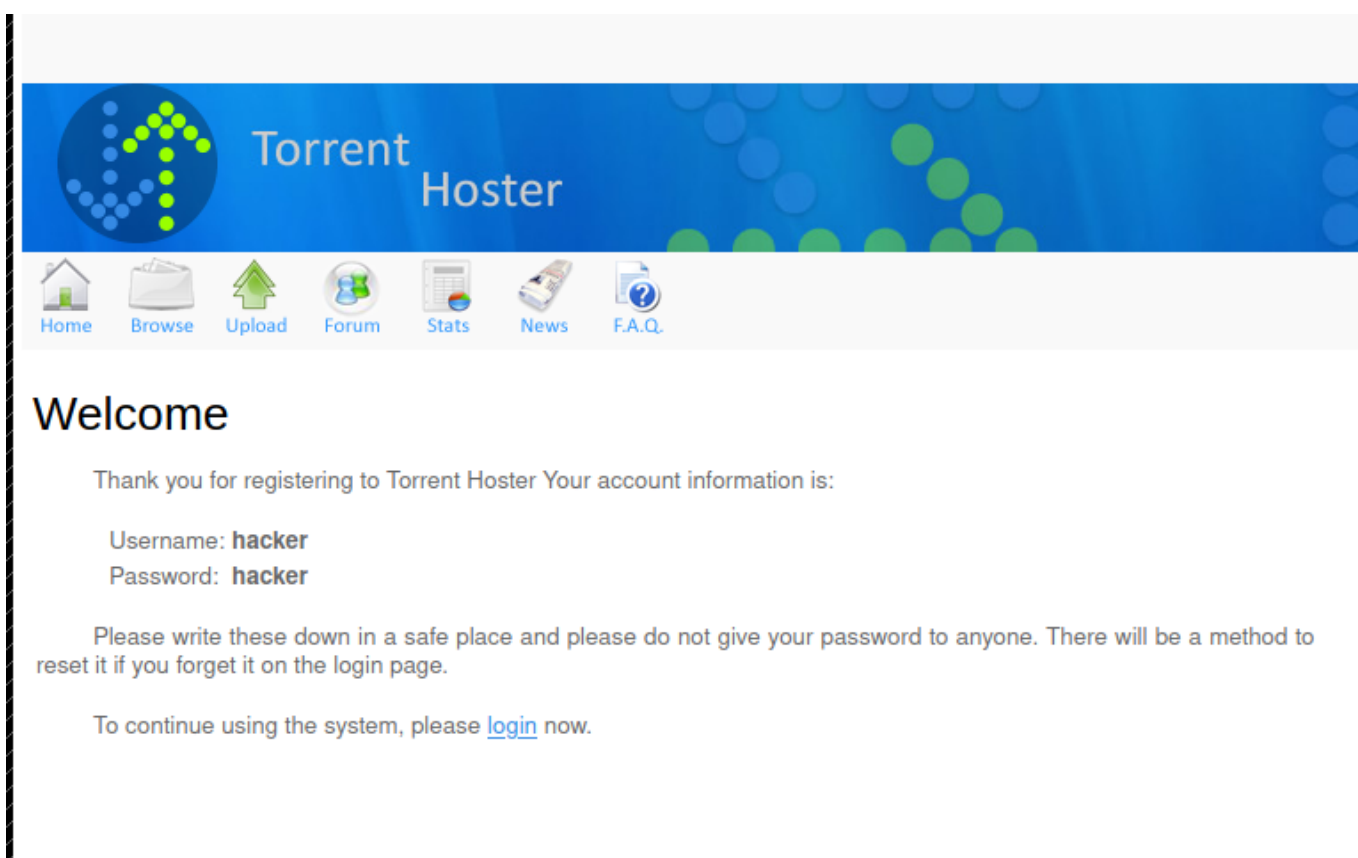 Torrent
Hoster
Home Browse Upload Forum Stats News F.A.Q.
Welcome
Thank you for registering to Torrent Hoster Your account information is:
Username: hacker
Password: hacker
Please write these down in a safe place and please do not give your password to anyone. There will be a method to
reset it if you forget it on the login page.
To continue using the system, please login now.